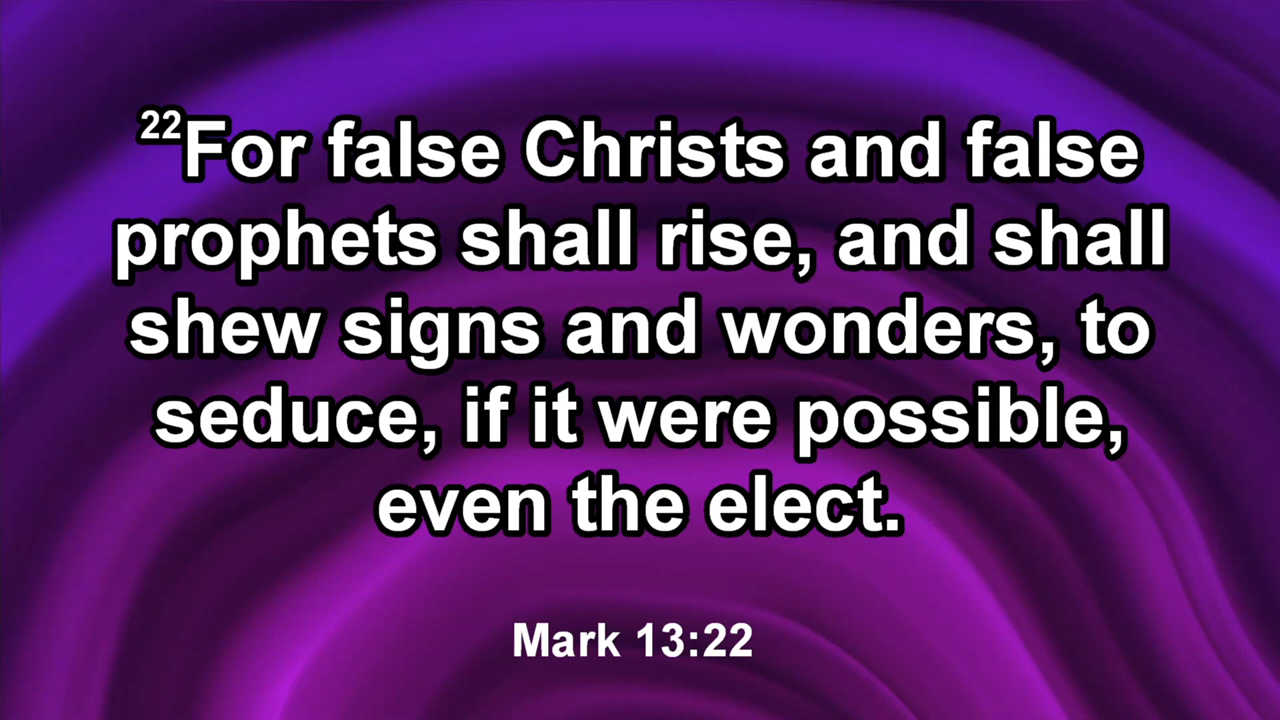 22For false Christs and false
prophets shall rise, and shall
shew signs and wonders, to
seduce, if it were possible,
even the elect.
Mark 13:22